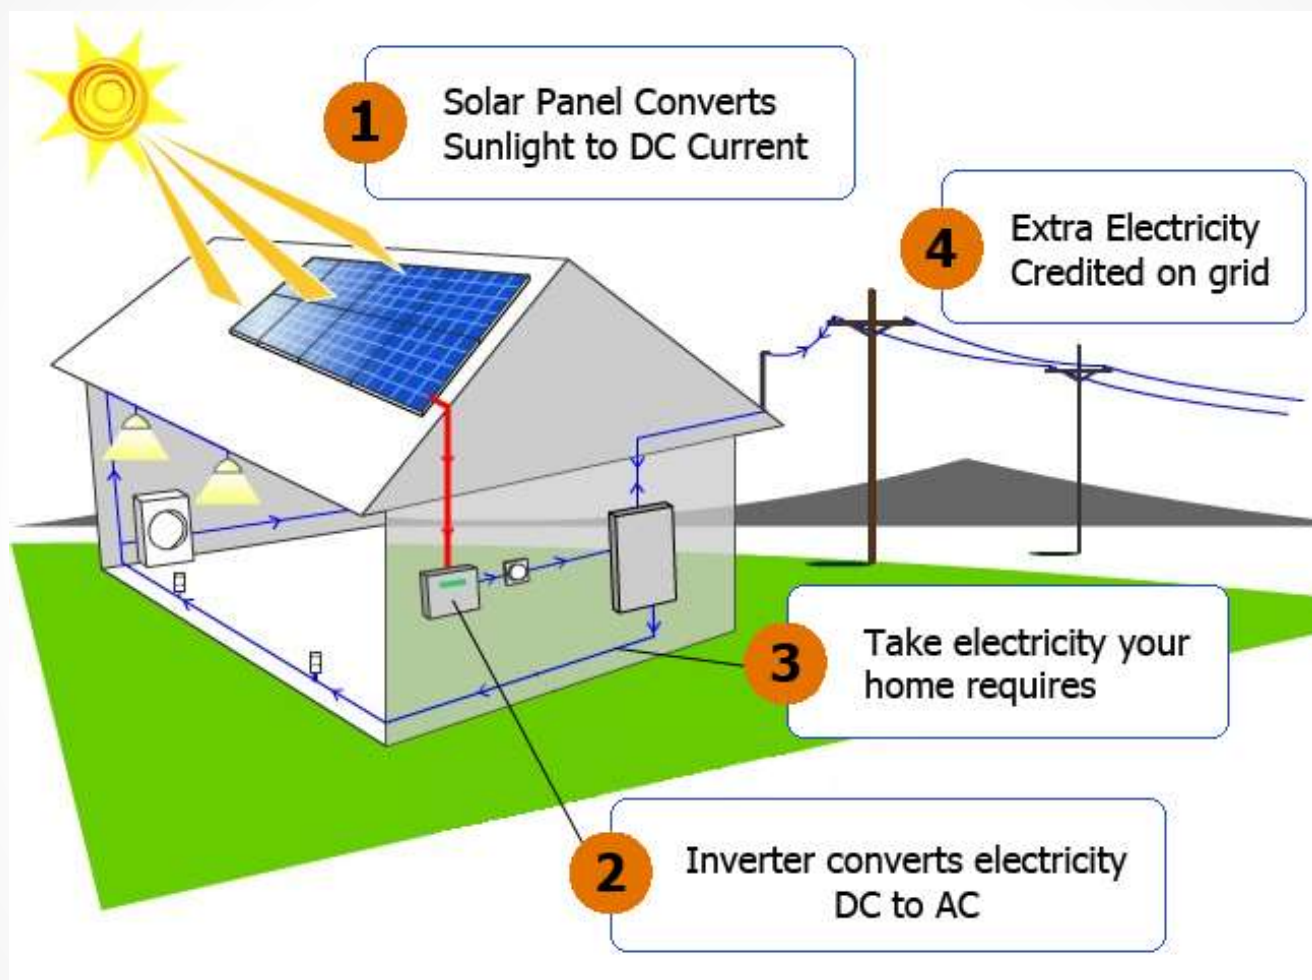 1
Solar Panel Converts
Sunlight to DC Current
4
Extra Electricity
Credited on grid
3
Take electricity your
home requires
2
Inverter converts electricity
DC to AC